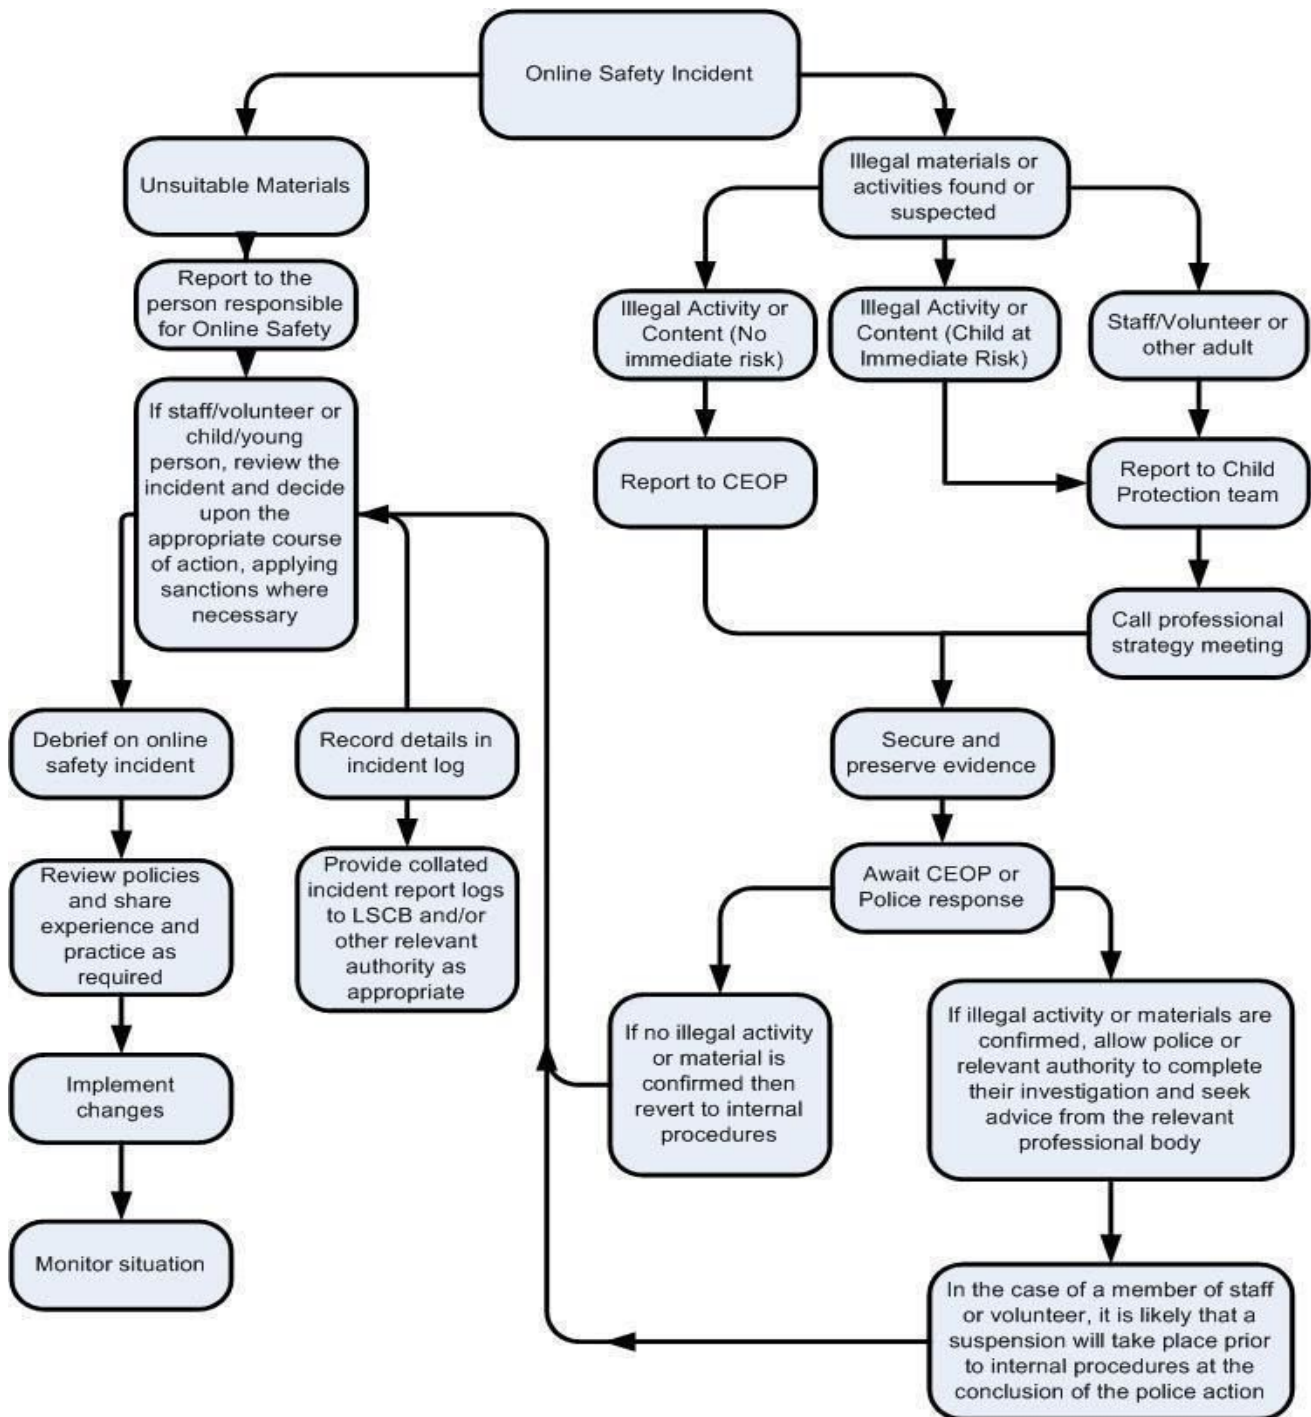 Online Safety Incident
Unsuitable Materials
Illegal materials or
activities found or
suspected
Report to the
person responsible
for Online Safety
Illegal Activity or
Content (No
immediate risk)
Illegal Activity or
Content (Child at
Immediate Risk)
Staff/Volunteer or
other adult
If staff/volunteer or
child/young
person, review the
incident and decide
upon the
appropriate course
of action, applying
sanctions where
necessary
Report to CEOP
Report to Child
Protection team
Call professional
strategy meeting
Debrief on online
safety incident
Record details in
incident log
Secure and
preserve evidence
Review policies
and share
experience and
practice as
required
Provide collated
incident report logs
to LSCB and/or
other relevant
authority as
appropriate
Await CEOP or
Police response
If no illegal activity
or material is
confirmed then
revert to internal
procedures
If illegal activity or materials are
confirmed, allow police or
relevant authority to complete
their investigation and seek
advice from the relevant
professional body
Implement
changes
Monitor situation
In the case of a member of staff
or volunteer, it is likely that a
suspension will take place prior
to internal procedures at the
conclusion of the police action